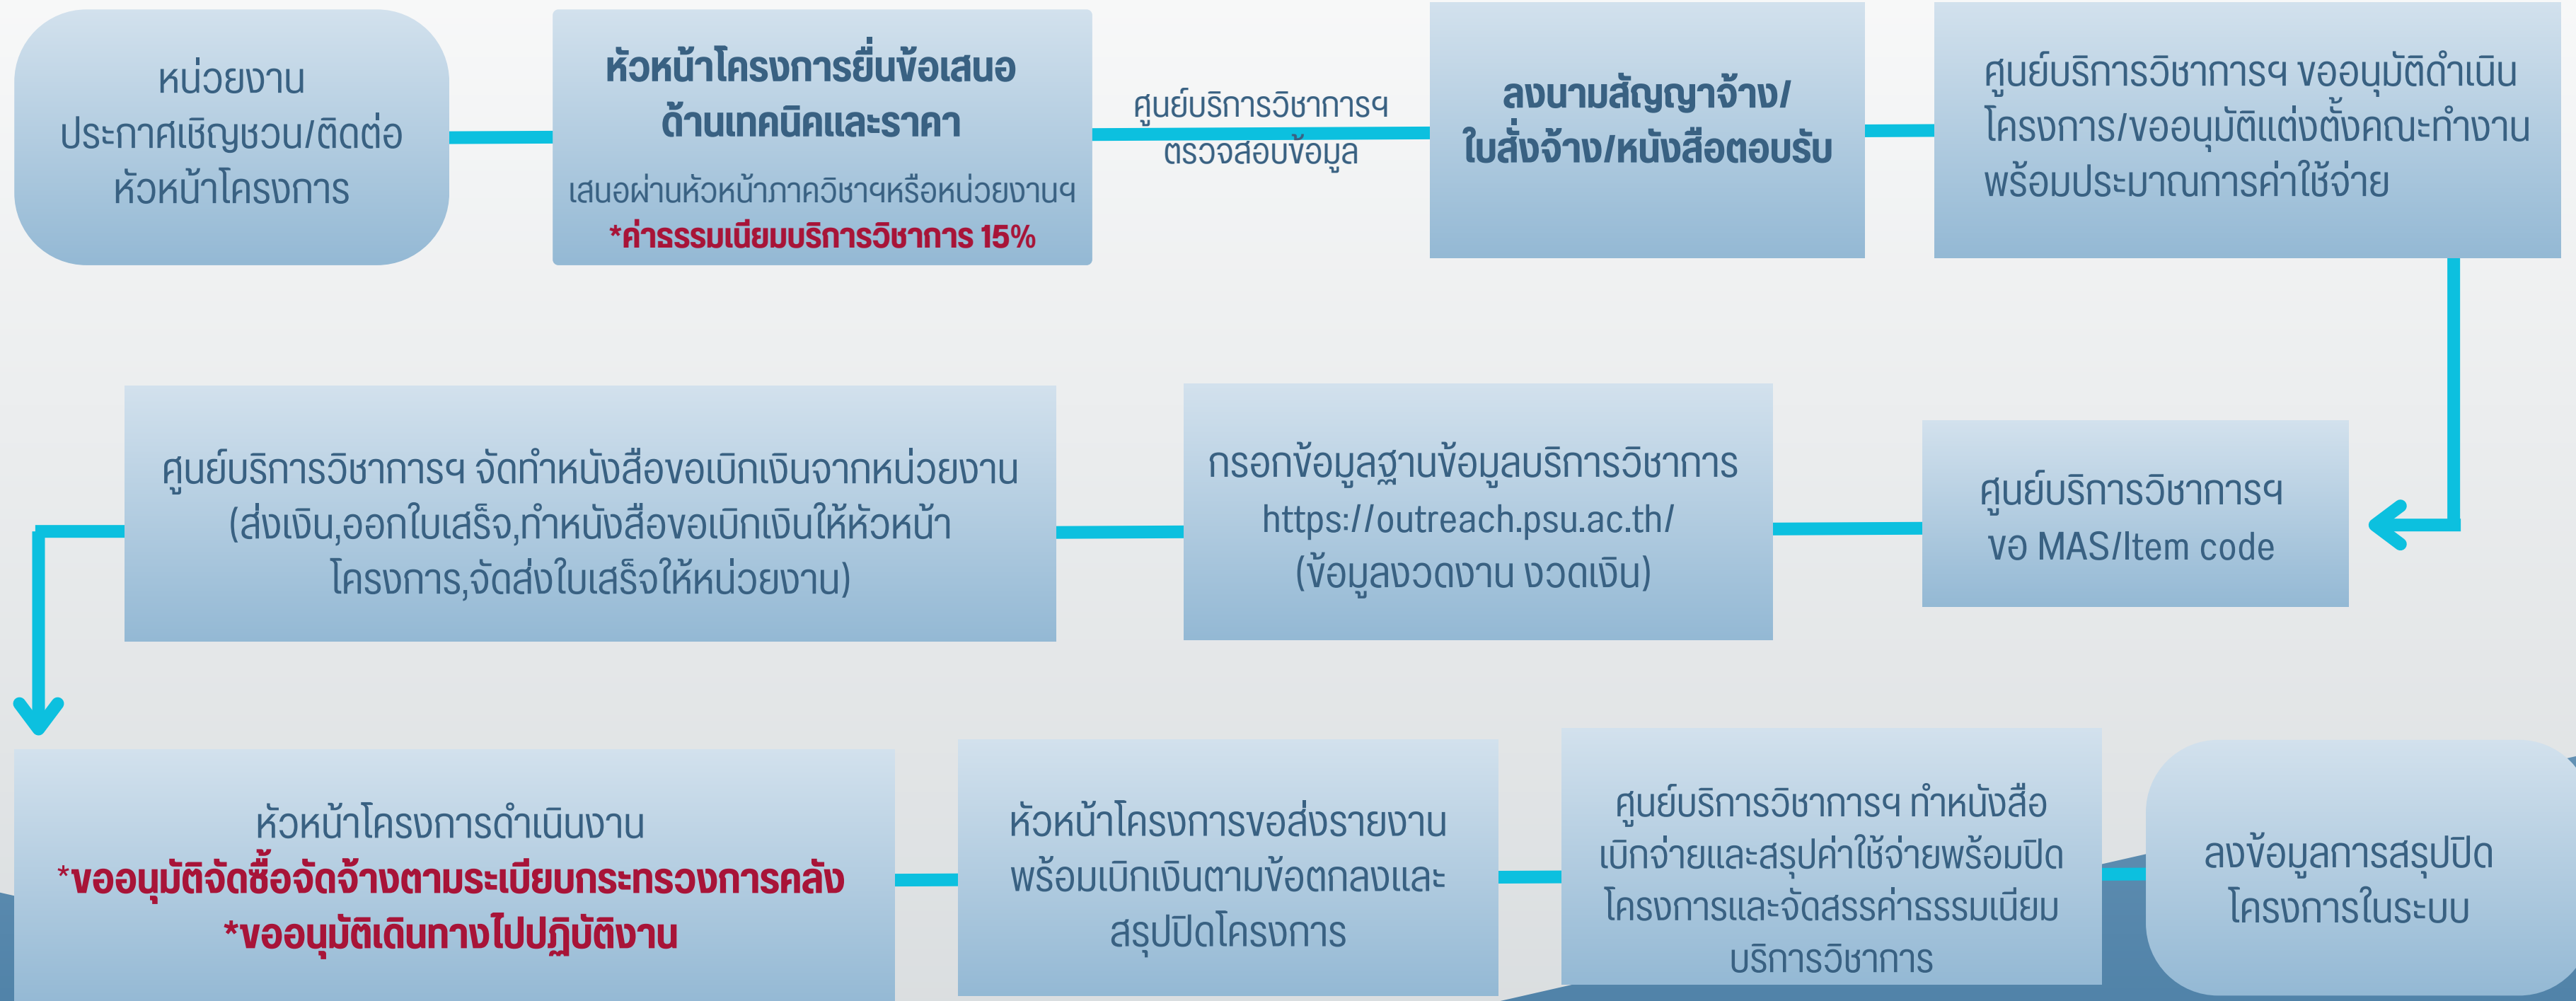 หน่วยงาน
ประกาศเชิญชวน/ติดต่อ
หัวหน้าโครงการ
หัวหน้าโครงการยื่นข้อเสนอ
ด้านเทคนิคและราคา
เสนอผ่านหัวหน้าภาควิชาฯหรือหน่วยงานฯ
*ค่าธรรมเนียมบริการวิชาการ 15%
ศูนย์บริการวิชาการฯ
ตรวจสอบข้อมูล
ลงนามสัญญาจ้าง/
ใบสั่งจ้าง/หนังสือตอบรับ
ศูนย์บริการวิชาการฯ ขออนุมัติดำเนิน
โครงการ/ขออนุมัติแต่งตั้งคณะทำงาน
พร้อมประมาณการค่าใช้จ่าย
ศูนย์บริการวิชาการฯ
ขอ MAS/Item code
กรอกข้อมูลฐานข้อมูลบริการวิชาการ
https://outreach.psu.ac.th/
(ข้อมูลงวดงาน งวดเงิน)
ศูนย์บริการวิชาการฯ จัดทำหนังสือขอเบิกเงินจากหน่วยงาน
(ส่งเงิน,ออกใบเสร็จ,ทำหนังสือขอเบิกเงินให้หัวหน้า
โครงการ,จัดส่งใบเสร็จให้หน่วยงาน)
หัวหน้าโครงการดำเนินงาน
*ขออนุมัติจัดซื้อจัดจ้างตามระเบียบกระทรวงการคลัง
*ขออนุมัติเดินทางไปปฏิบัติงาน
หัวหน้าโครงการขอส่งรายงาน
พร้อมเบิกเงินตามข้อตกลงและ
สรุปปิดโครงการ
ศูนย์บริการวิชาการฯ ทำหนังสือ
เบิกจ่ายและสรุปค่าใช้จ่ายพร้อมปิด
โครงการและจัดสรรค่าธรรมเนียม
บริการวิชาการ
ลงข้อมูลการสรุปปิด
โครงการในระบบ